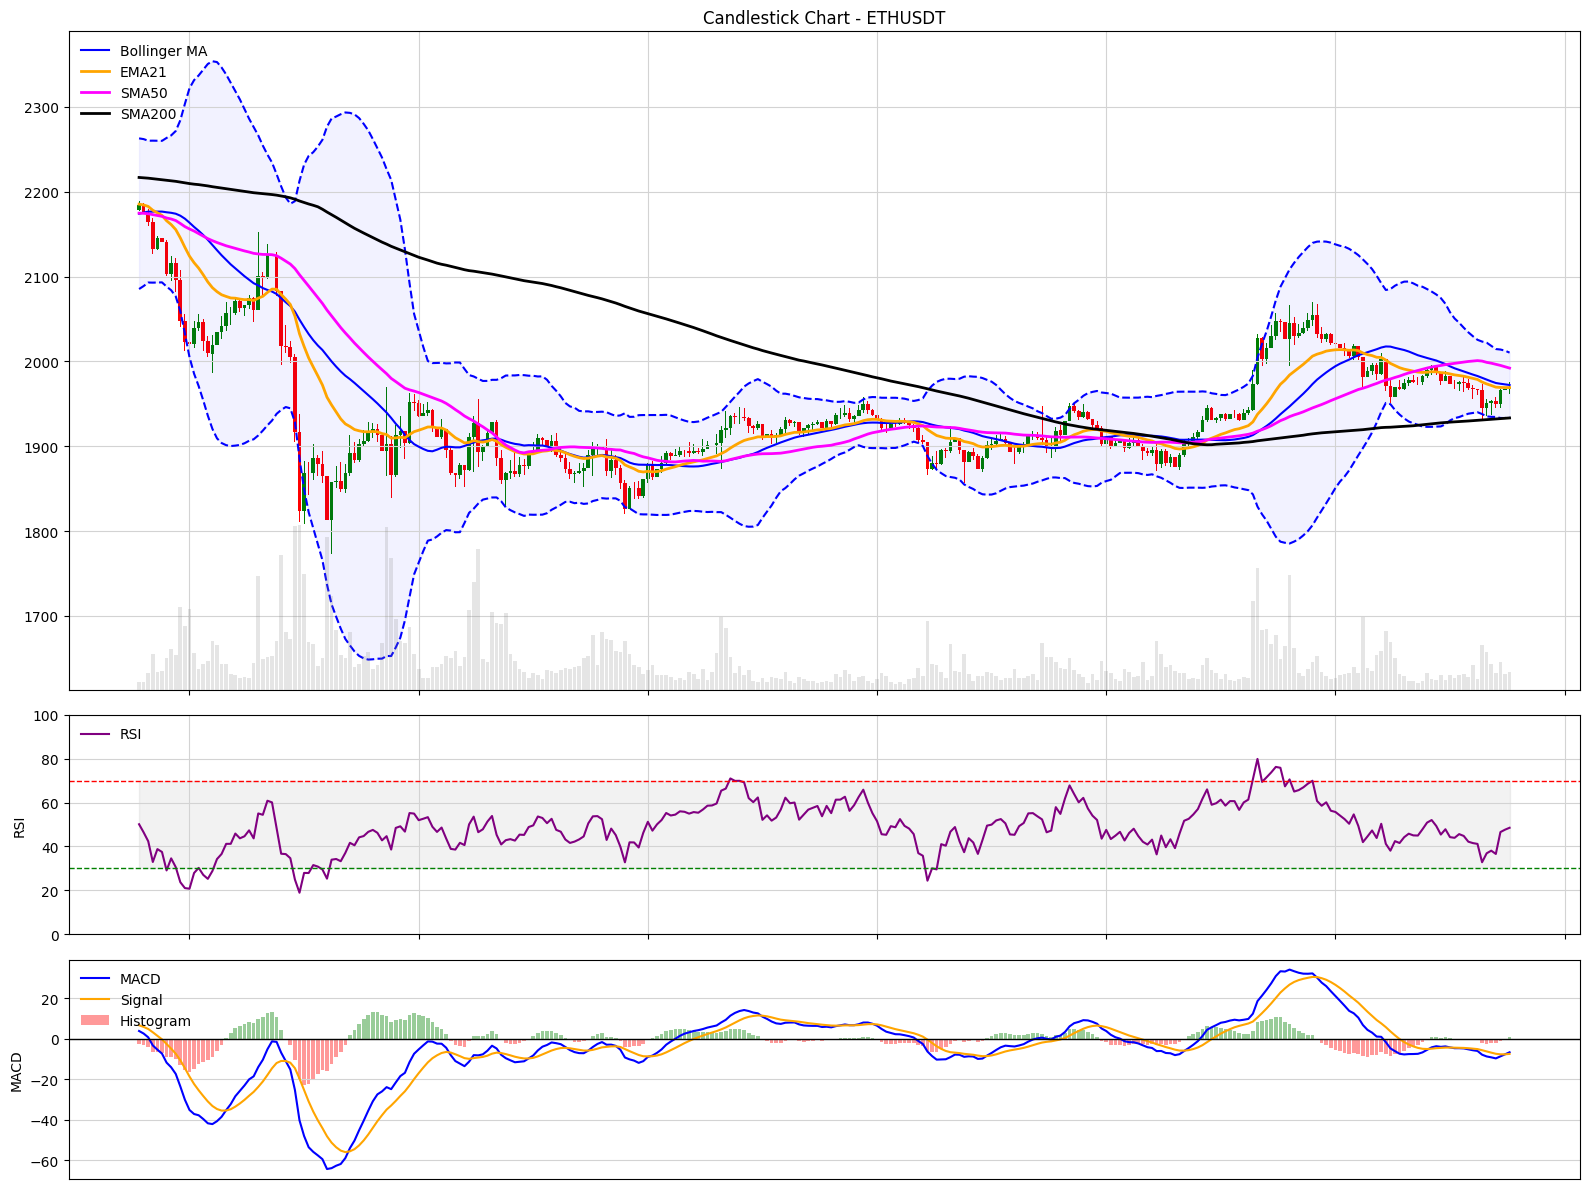 Candlestick Chart - ETHUSDT
Bollinger MA
EMA21
SMA50
SMA200
2300
2200
2100
2000
1900
1800
1700
RSI
100
80
60
40
20
0
RSI
MACD
Signal
Histogram
20
0
−20
−40
−60
MACD